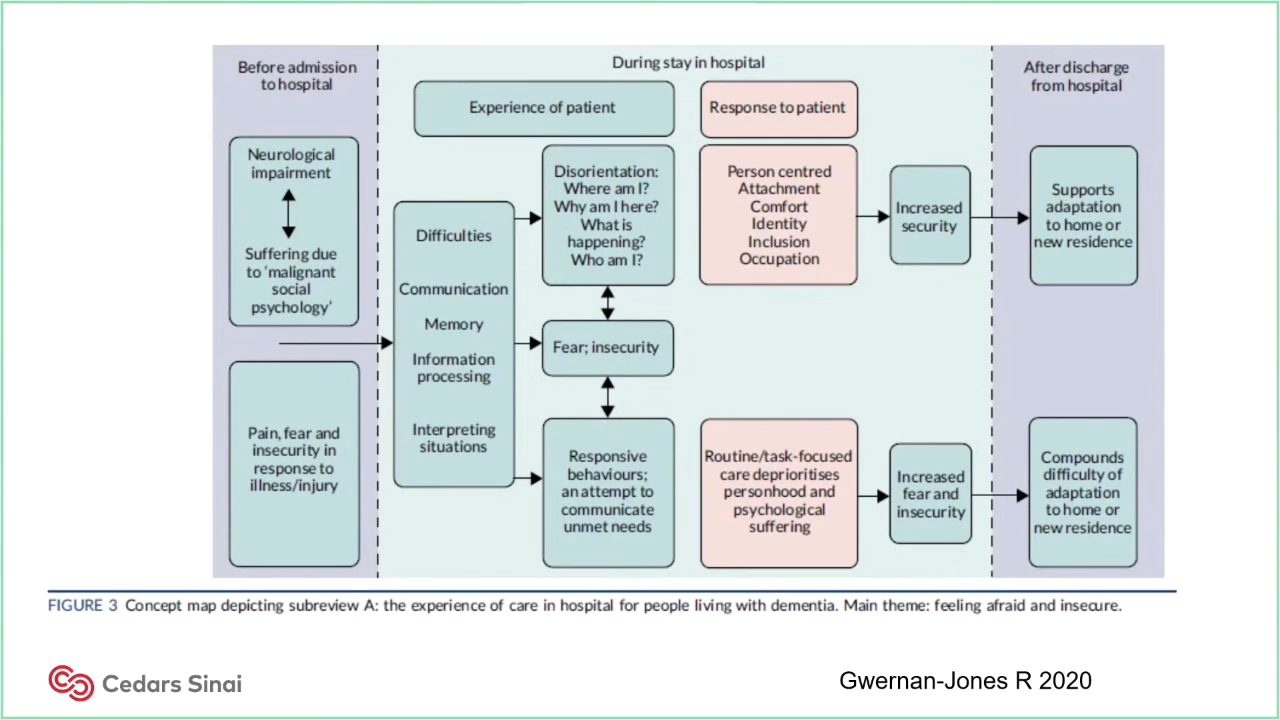 Before admission
to hospital
Neurological
impairment
Suffering due
to ‘malignant
social
psychology’
Pain, fear and
insecurity in
response to
illness/injury
During stay in hospital
Experience of patient
Response to patient
Difficulties
Communication
Memory
Information
processing
Interpreting
situations
Disorientation:
Where am I?
Why am I here?
What is
happening?
Who am I?
Fear; insecurity
Responsive
behaviours;
an attempt to
communicate
unmet needs
Person centred
Attachment
Comfort
Identity
Inclusion
Occupation
Increased
security
Routine/task-focused
care deprioritises
personhood and
psychological
suffering
Increased
fear and
insecurity
After discharge
from hospital
Supports
adaptation
to home or
new residence
Compounds
difficulty of
adaptation
to home or
new residence
FIGURE 3 Concept map depicting subreview A: the experience of care in hospital for people living with dementia. Main theme: feeling afraid and insecure.
Cedars Sinai
Gwernan-Jones R 2020